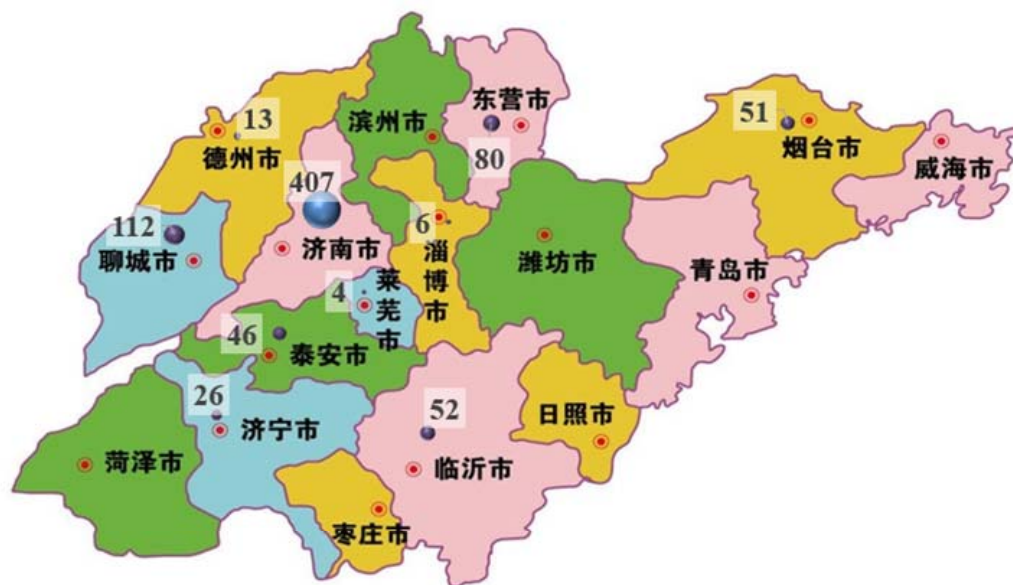 东营市
滨州市
13
德州市
51
烟台市
威海市
80
407
112
聊城市
济南市
6
淄博市
潍坊市
青岛市
4
莱芜市
46
泰安市
26
济宁市
52
日照市
菏泽市
临沂市
枣庄市